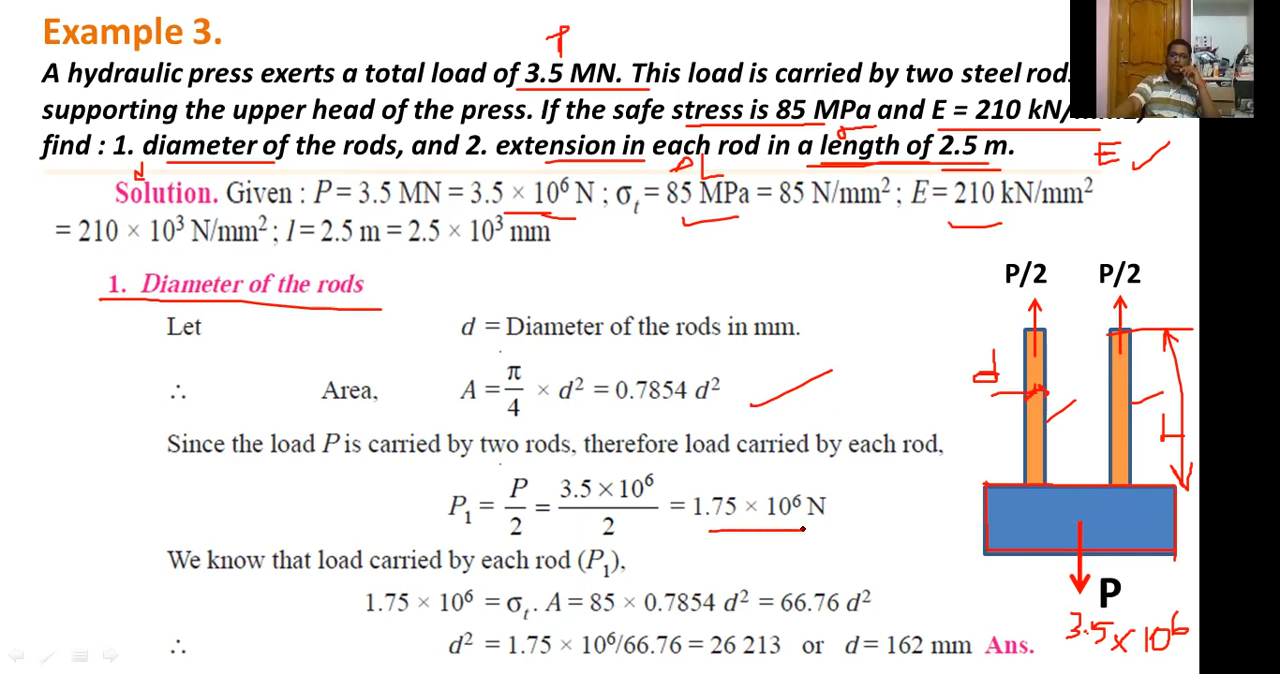 Example 3.
P
A hydraulic press exerts a total load of 3.5 MN. This load is carried by two steel
supporting the upper head of the press. If the safe stress is 85 MPa and E = 210 kN/
find : 1. diameter of the rods, and 2. extension in each rod in a length of 2.5 m.
d ΔL σ E ✓
Solution. Given : P = 3.5 MN = 3.5 × 10⁶ N ; σₜ = 85 MPa = 85 N/mm² ; E = 210 kN/mm²
= 210 × 10³ N/mm² ; l = 2.5 m = 2.5 × 10³ mm
1. Diameter of the rods
Let d = Diameter of the rods in mm.
∴ Area, A = π/4 × d² = 0.7854 d²
Since the load P is carried by two rods, therefore load carried by each rod,
P₁ = P/2 = 3.5 × 10⁶/2 = 1.75 × 10⁶ N
We know that load carried by each rod (P₁),
1.75 × 10⁶ = σₜ. A = 85 × 0.7854 d² = 66.76 d²
∴ d² = 1.75 × 10⁶/66.76 = 26 213 or d = 162 mm Ans.
P/2 P/2
d
L
P
3.5 × 10⁶